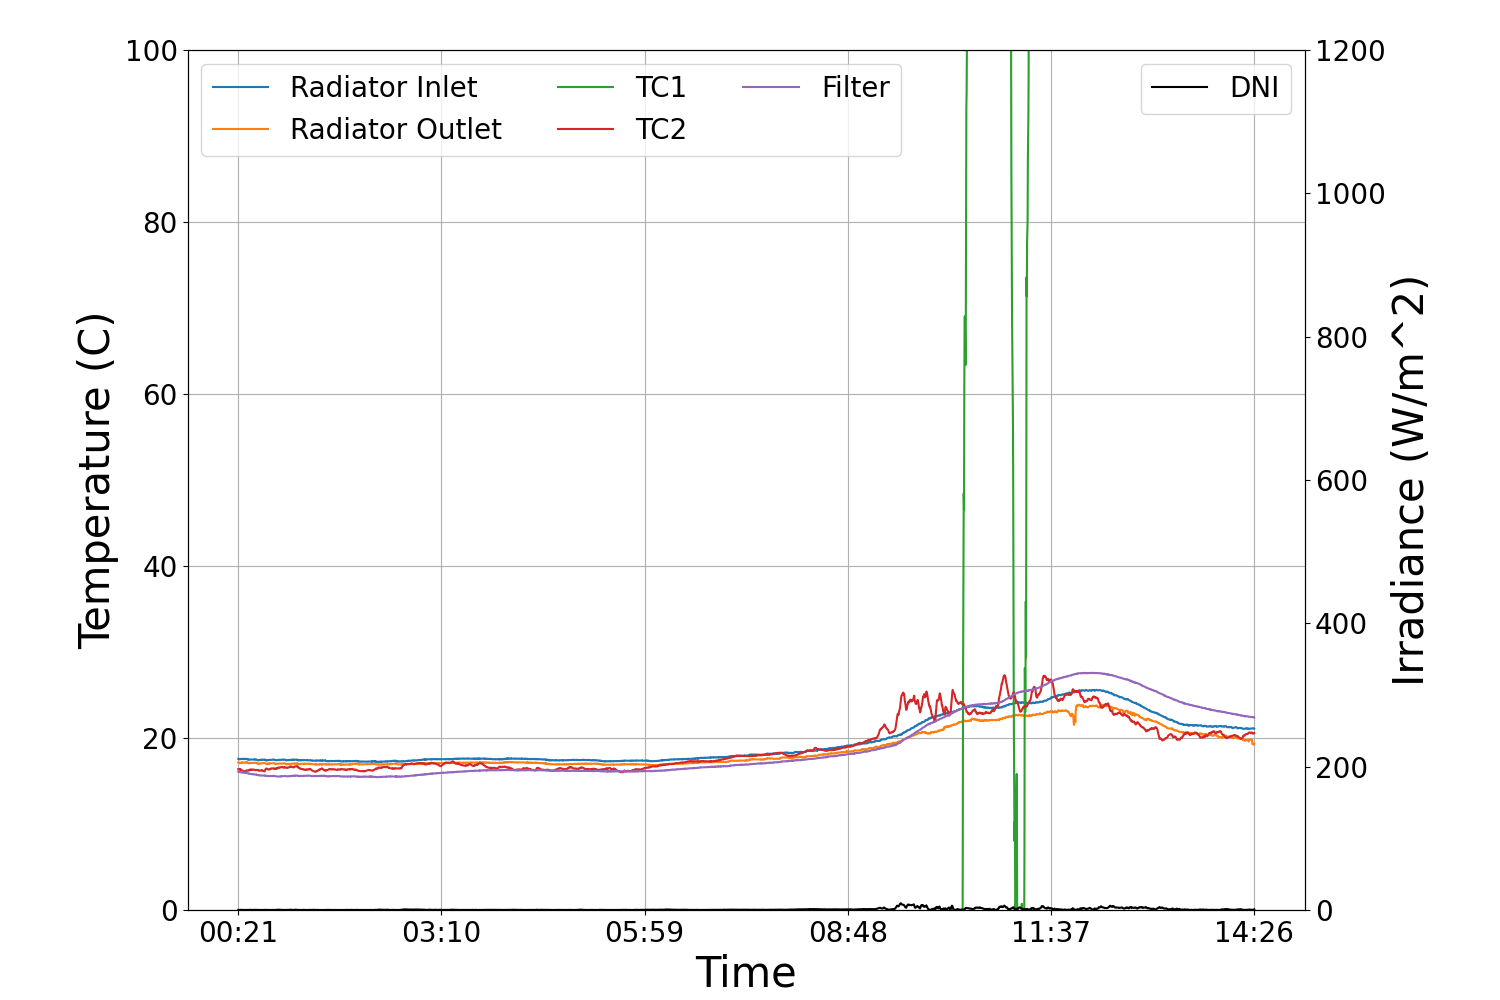 Radiator Inlet
Radiator Outlet
TC1
TC2
Filter
DNI
Temperature (C)
100
80
60
40
20
0
1200
1000
800
600
400
200
0
Irradiance (W/m^2)
00:21 03:10 05:59 08:48 11:37 14:26
Time